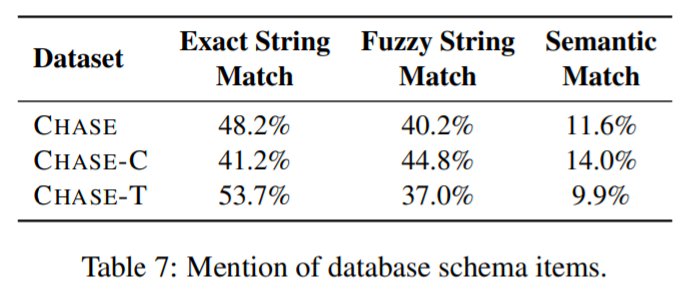 Dataset Exact String Match Fuzzy String Match Semantic Match
CHASE 48.2% 40.2% 11.6%
CHASE-C 41.2% 44.8% 14.0%
CHASE-T 53.7% 37.0% 9.9%
Table 7: Mention of database schema items.